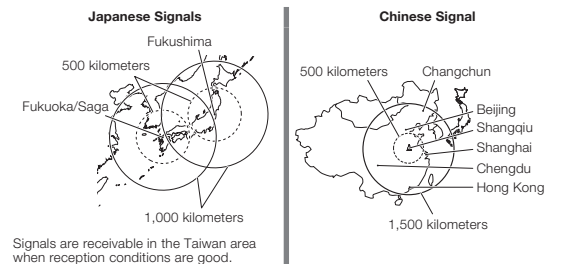 Japanese Signals
Fukushima
500 kilometers
Fukuoka/Saga
1,000 kilometers
Signals are receivable in the Taiwan area
when reception conditions are good.
Chinese Signal
500 kilometers
Changchun
Beijing
Shangqiu
Shanghai
Chengdu
Hong Kong
1,500 kilometers